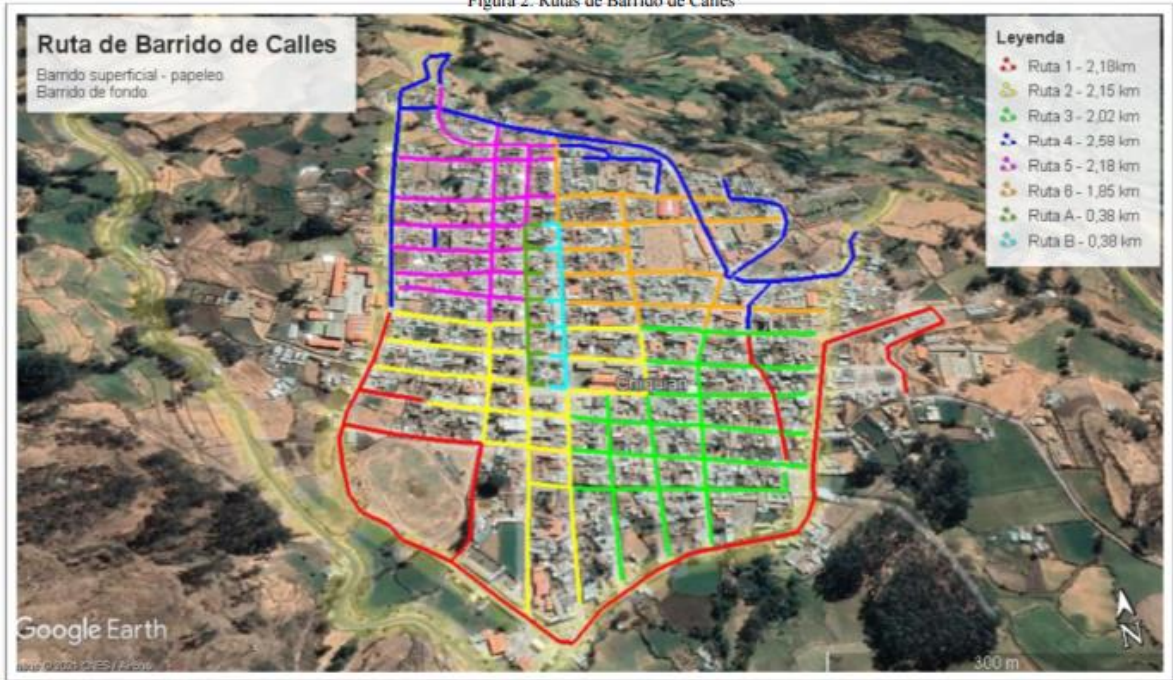 Figura 2. Rutas de Barrido de Calles
Ruta de Barrido de Calles
Barrido superficial - papeleo
Barrido de fondo
Leyenda
Ruta 1 - 2,18km
Ruta 2 - 2,15 km
Ruta 3 - 2,02 km
Ruta 4 - 2,58 km
Ruta 5 - 2,18 km
Ruta 6 - 1,85 km
Ruta A - 0,38 km
Ruta B - 0,38 km
Chiquian
Google Earth
300 m
N